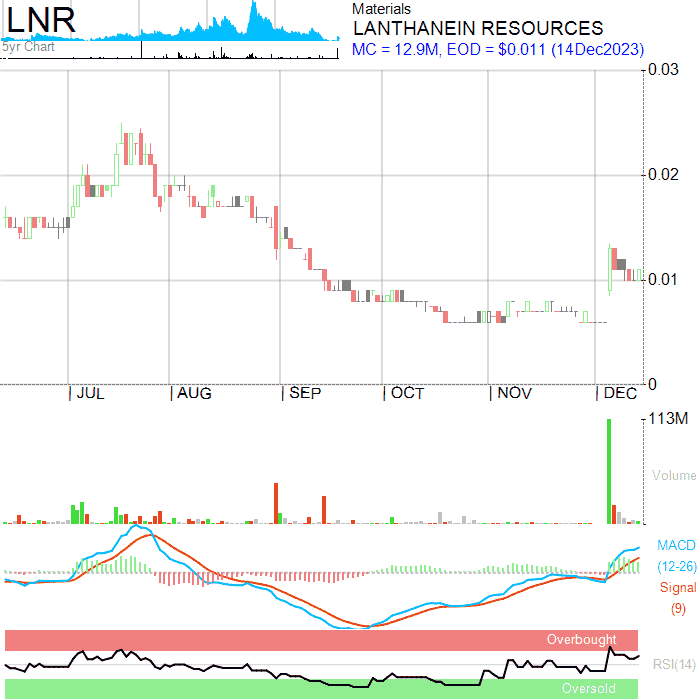 LNR
5yr Chart
Materials
LANTHANEIN RESOURCES
MC = 12.9M, EOD = $0.011 (14Dec2023)
0.03
0.02
0.01
0
JUL
AUG
SEP
OCT
NOV
DEC
113M
Volume
MACD
(12-26)
Signal
(9)
Overbought
RSI(14)
Oversold